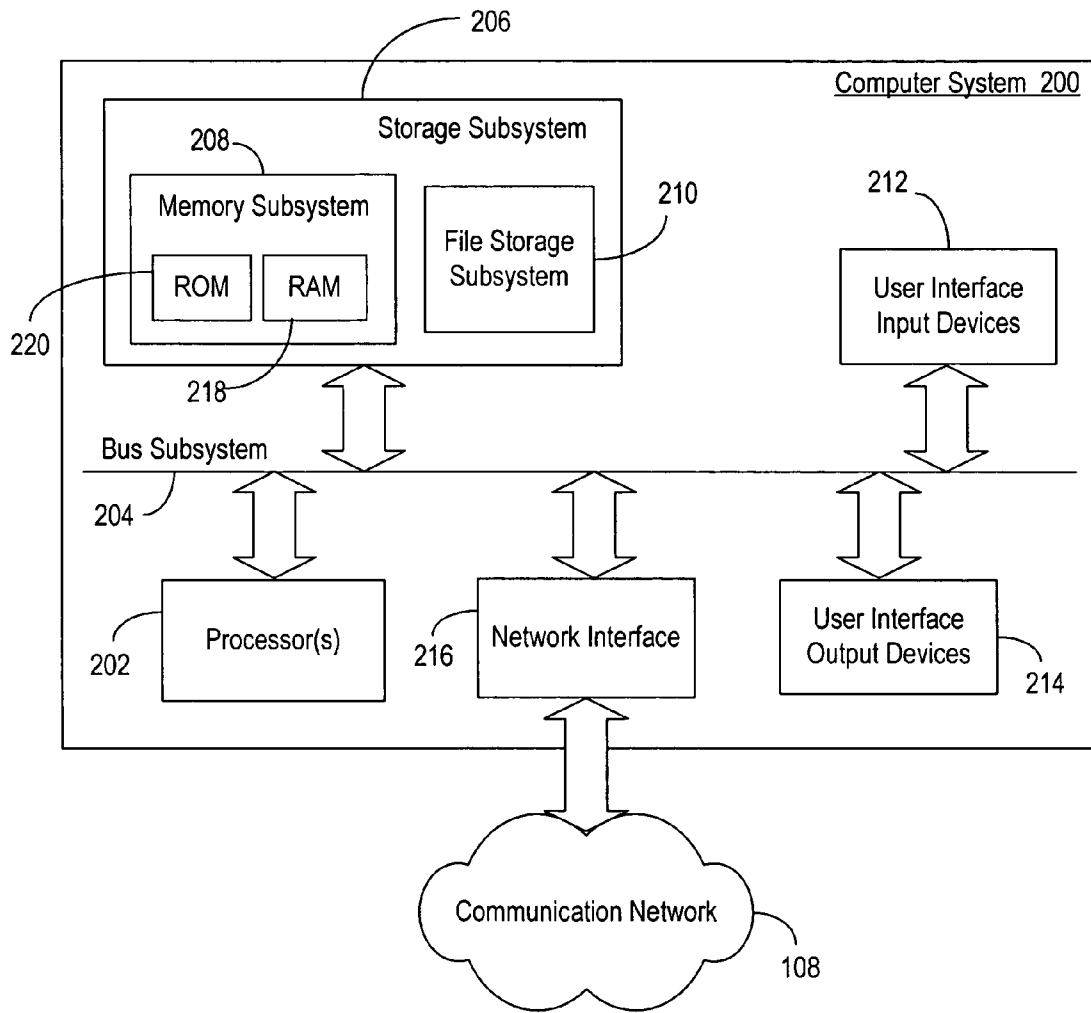 206
Computer System 200
Storage Subsystem
208
Memory Subsystem
ROM
RAM
220
218
File Storage
Subsystem
210
212
User Interface
Input Devices
Bus Subsystem
204
Processor(s)
202
Network Interface
216
User Interface
Output Devices
214
Communication Network
108